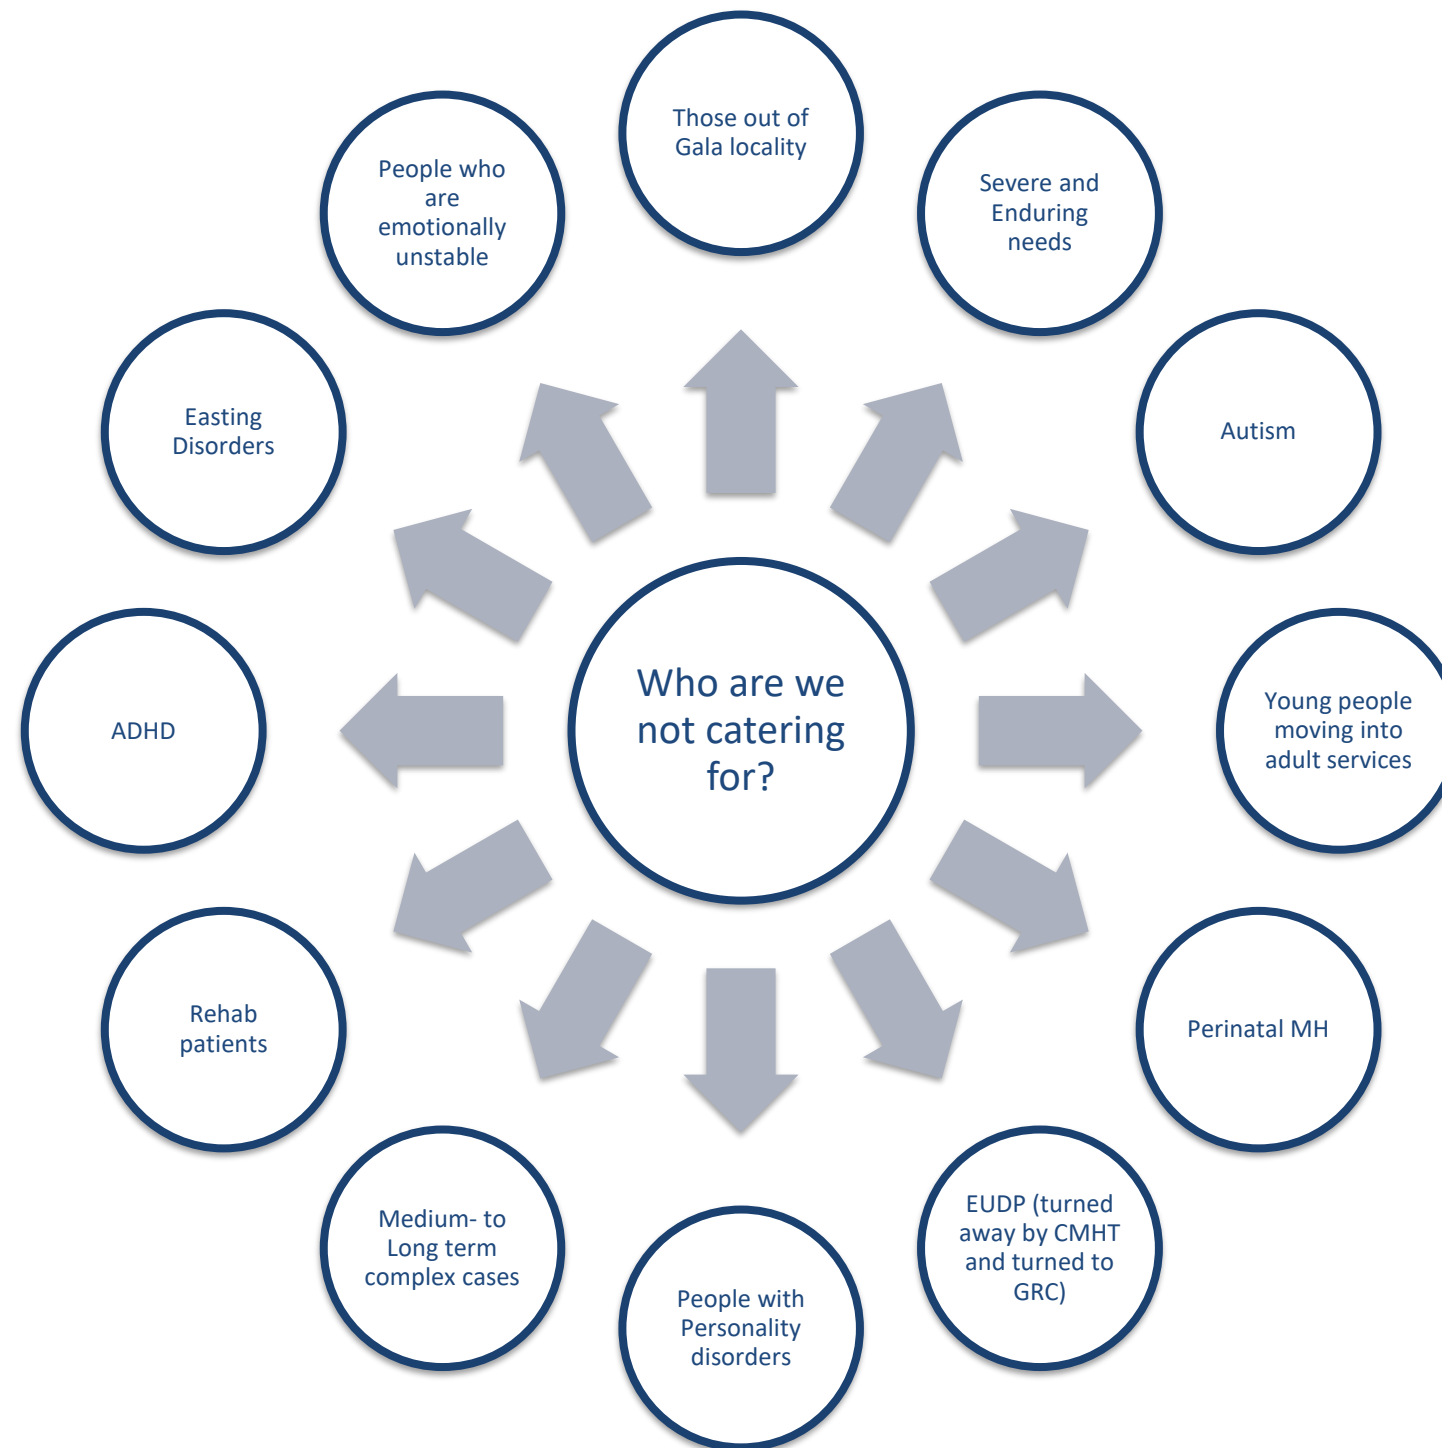 Those out of
Gala locality
Severe and
Enduring
needs
Autism
Young people
moving into
adult services
Perinatal MH
EUDP (turned
away by CMHT
and turned to
GRC)
People with
Personality
disorders
Medium- to
Long term
complex cases
Rehab
patients
ADHD
Easting
Disorders
People who
are
emotionally
unstable
Who are we
not catering
for?